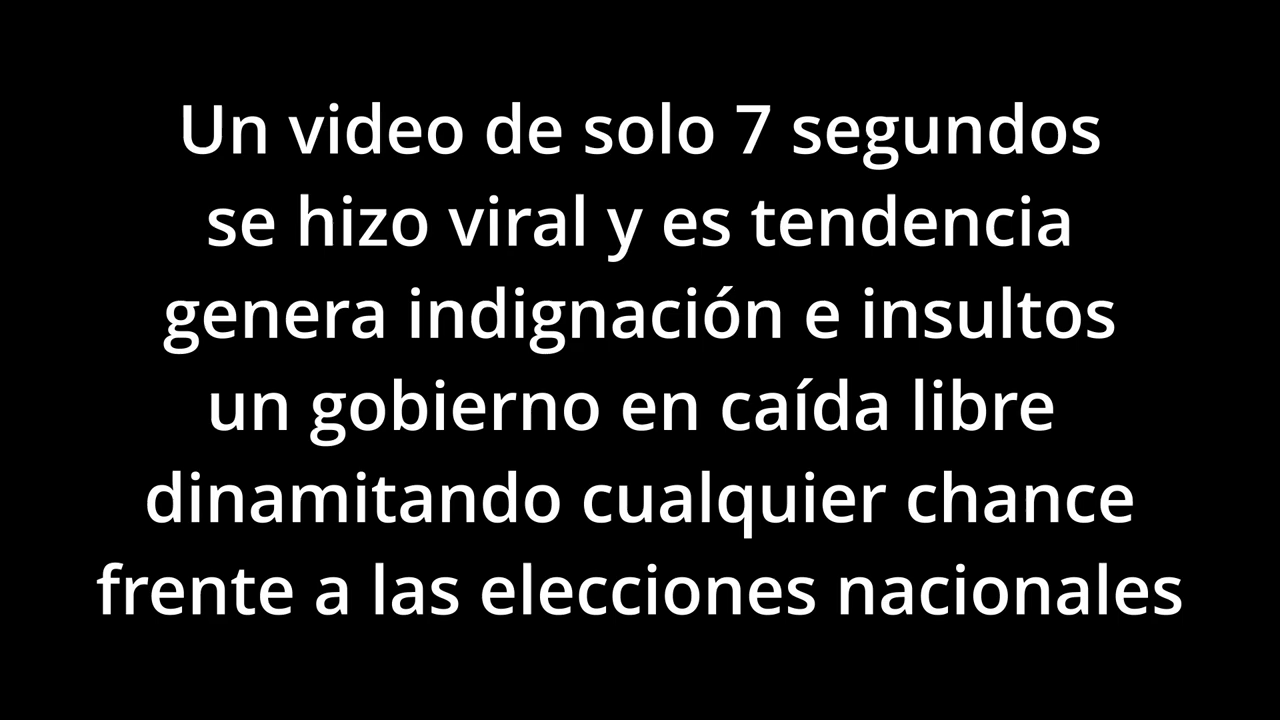 Un video de solo 7 segundos
se hizo viral y es tendencia
genera indignación e insultos
un gobierno en caída libre
dinamitando cualquier chance
frente a las elecciones nacionales